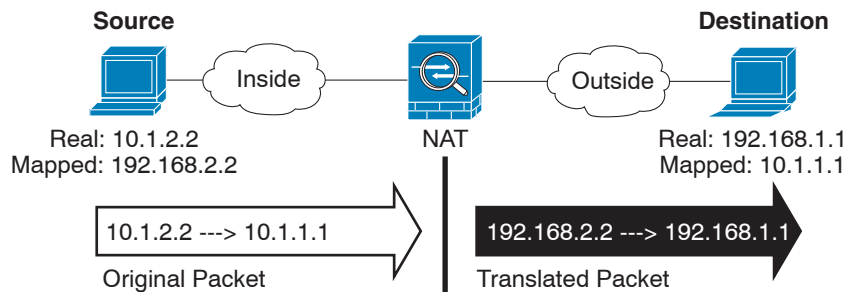 Source
Destination
Inside
Outside
Real: 10.1.2.2
Mapped: 192.168.2.2
NAT
Real: 192.168.1.1
Mapped: 10.1.1.1
10.1.2.2 ---> 10.1.1.1
192.168.2.2 ---> 192.168.1.1
Original Packet
Translated Packet